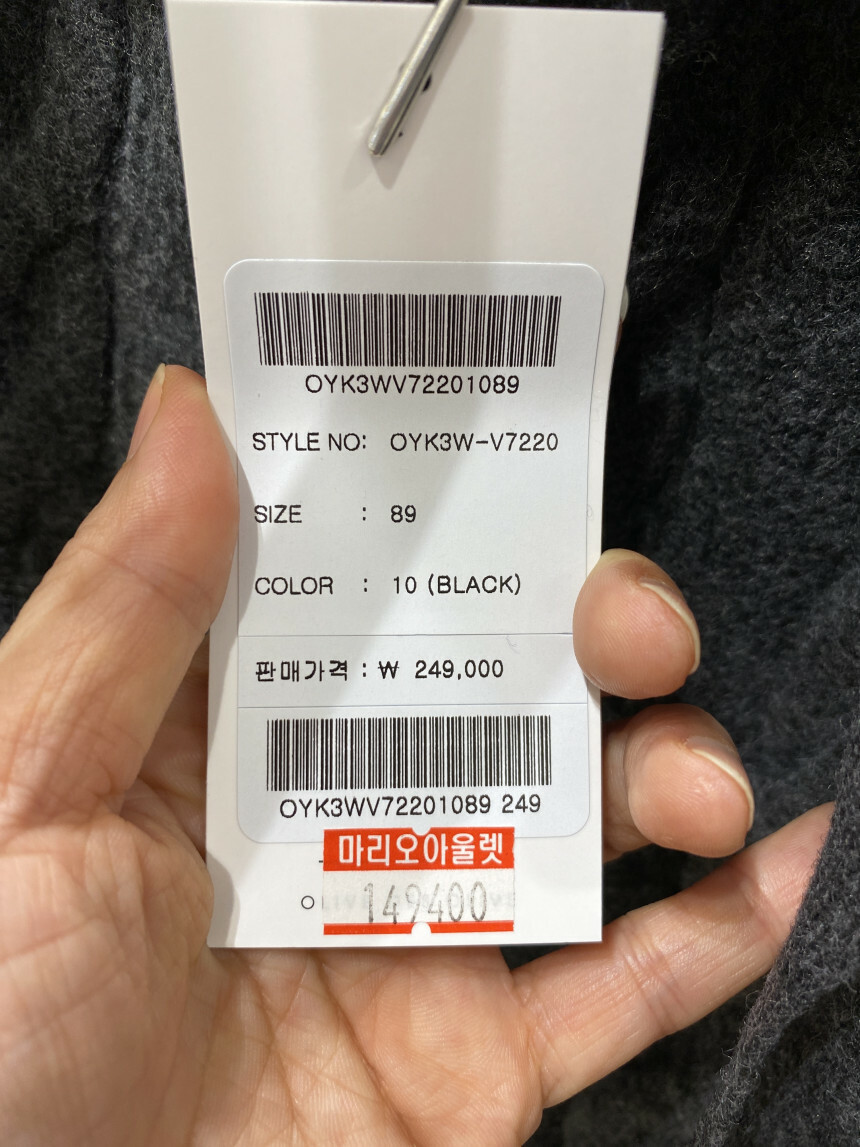 OYK3WV72201089
STYLE NO: OYK3W-V7220
SIZE : 89
COLOR : 10 (BLACK)
판매가격 : ₩ 249,000
OYK3WV72201089 249
마리오아울렛
149400